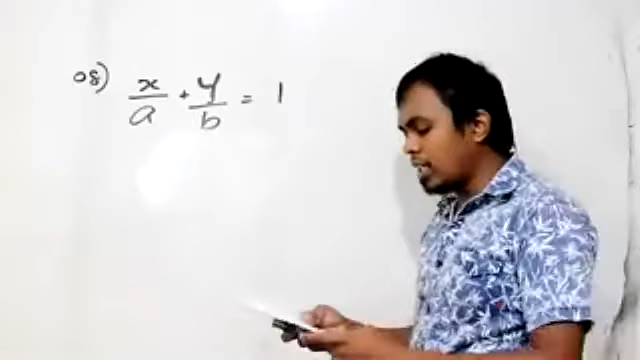 08) x/a + y/b = 1